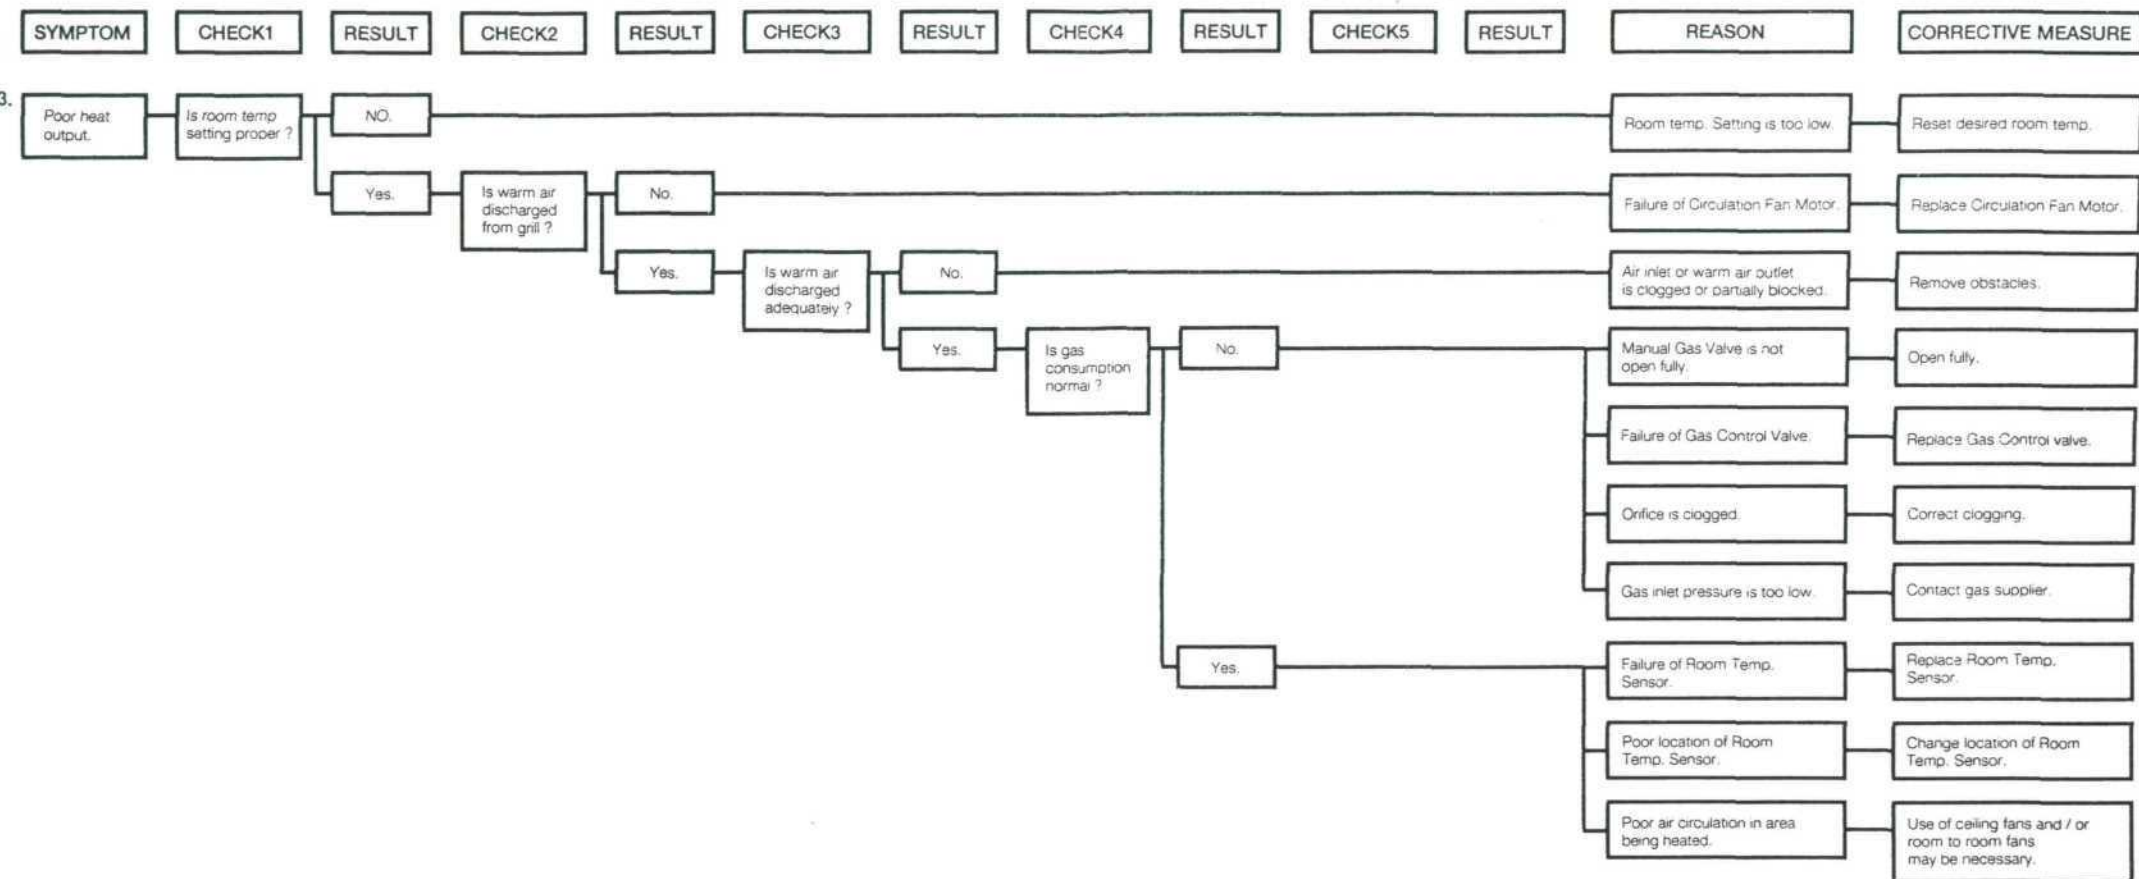 SYMPTOM
CHECK1
RESULT
CHECK2
RESULT
CHECK3
RESULT
CHECK4
RESULT
CHECK5
RESULT
REASON
CORRECTIVE MEASURE
3.
Poor heat
output.
Is room temp
setting proper ?
NO.
Room temp. Setting is too low.
Reset desired room temp.
Yes.
Is warm air
discharged
from grill ?
No.
Failure of Circulation Fan Motor.
Replace Circulation Fan Motor.
Yes.
Is warm air
discharged
adequately ?
No.
Air inlet or warm air outlet
is clogged or partially blocked.
Remove obstacles.
Yes.
Is gas
consumption
normal ?
No.
Manual Gas Valve is not
open fully.
Open fully.
Failure of Gas Control Valve.
Replace Gas Control valve.
Orifice is clogged.
Correct clogging.
Gas inlet pressure is too low.
Contact gas supplier.
Yes.
Failure of Room Temp.
Sensor.
Replace Room Temp.
Sensor.
Poor location of Room
Temp. Sensor.
Change location of Room
Temp. Sensor.
Poor air circulation in area
being heated.
Use of ceiling fans and / or
room to room fans
may be necessary.